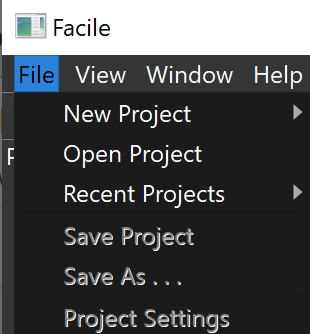 Facile
File View Window Help
New Project
Open Project
Recent Projects
Save Project
Save As . . .
Project Settings